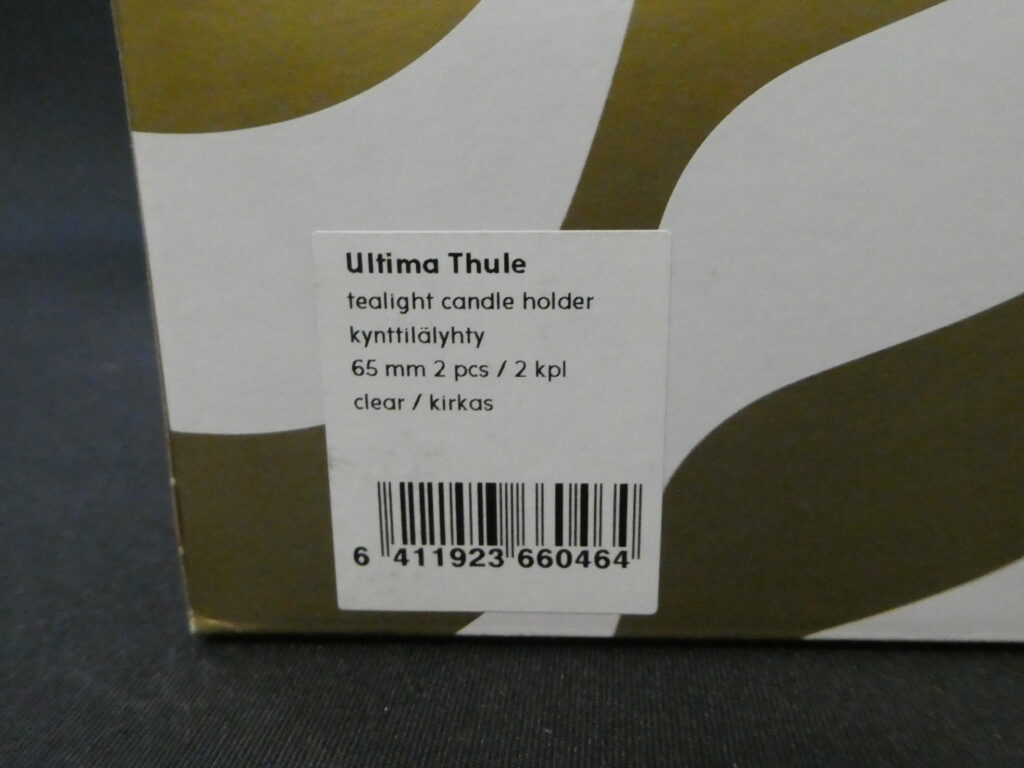 Ultima Thule
tealight candle holder
kynttilälyhty
65 mm 2 pcs / 2 kpl
clear / kirkas
6 411923 660464